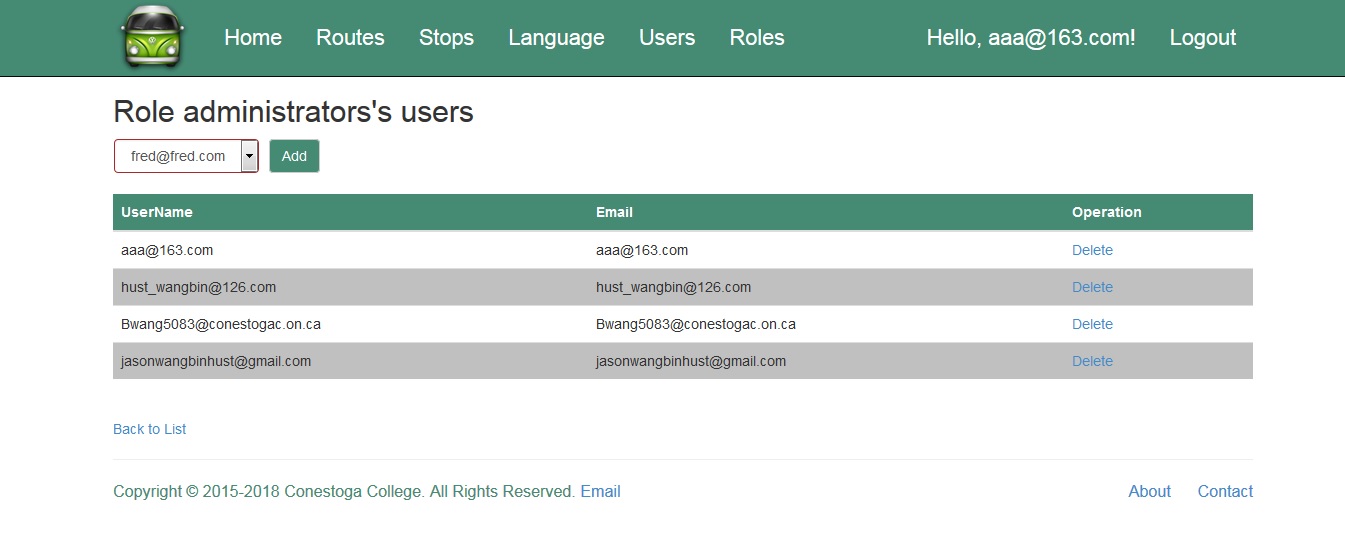 Home Routes Stops Language Users Roles Hello, aaa@163.com! Logout
Role administrators's users
fred@fred.com Add
UserName Email Operation
aaa@163.com aaa@163.com Delete
hust_wangbin@126.com hust_wangbin@126.com Delete
Bwang5083@conestogac.on.ca Bwang5083@conestogac.on.ca Delete
jasonwangbinhust@gmail.com jasonwangbinhust@gmail.com Delete
Back to List
Copyright © 2015-2018 Conestoga College. All Rights Reserved. Email About Contact